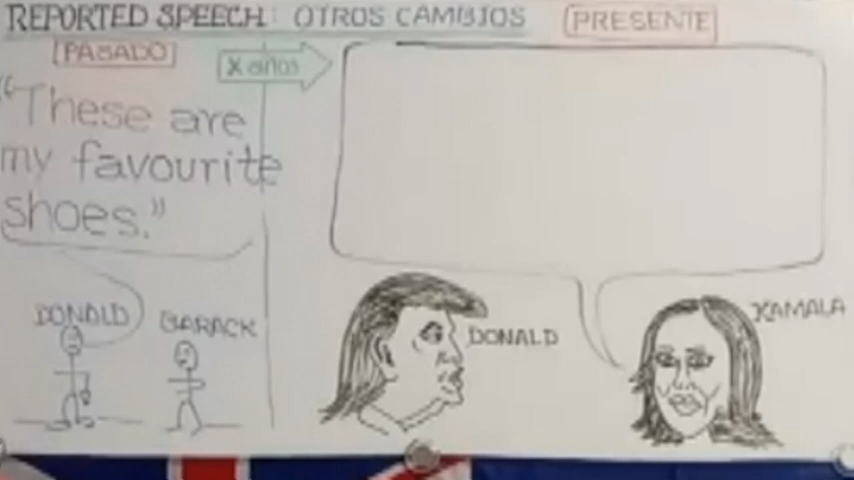 REPORTED SPEECH: OTROS CAMBIOS
PRESENTE
PASADO
X años
"These are
my favourite
shoes."
DONALD
BARACK
DONALD
KAMALA